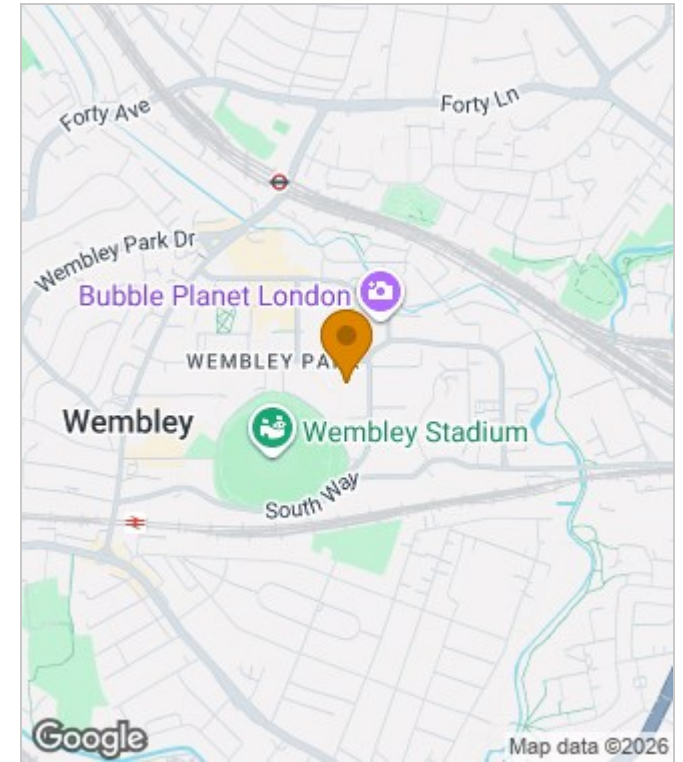 Forty Ave
Forty Ln
Wembley Park Dr
Bubble Planet London
WEMBLEY PA
Wembley
Wembley Stadium
South Way
Google
Map data ©2026